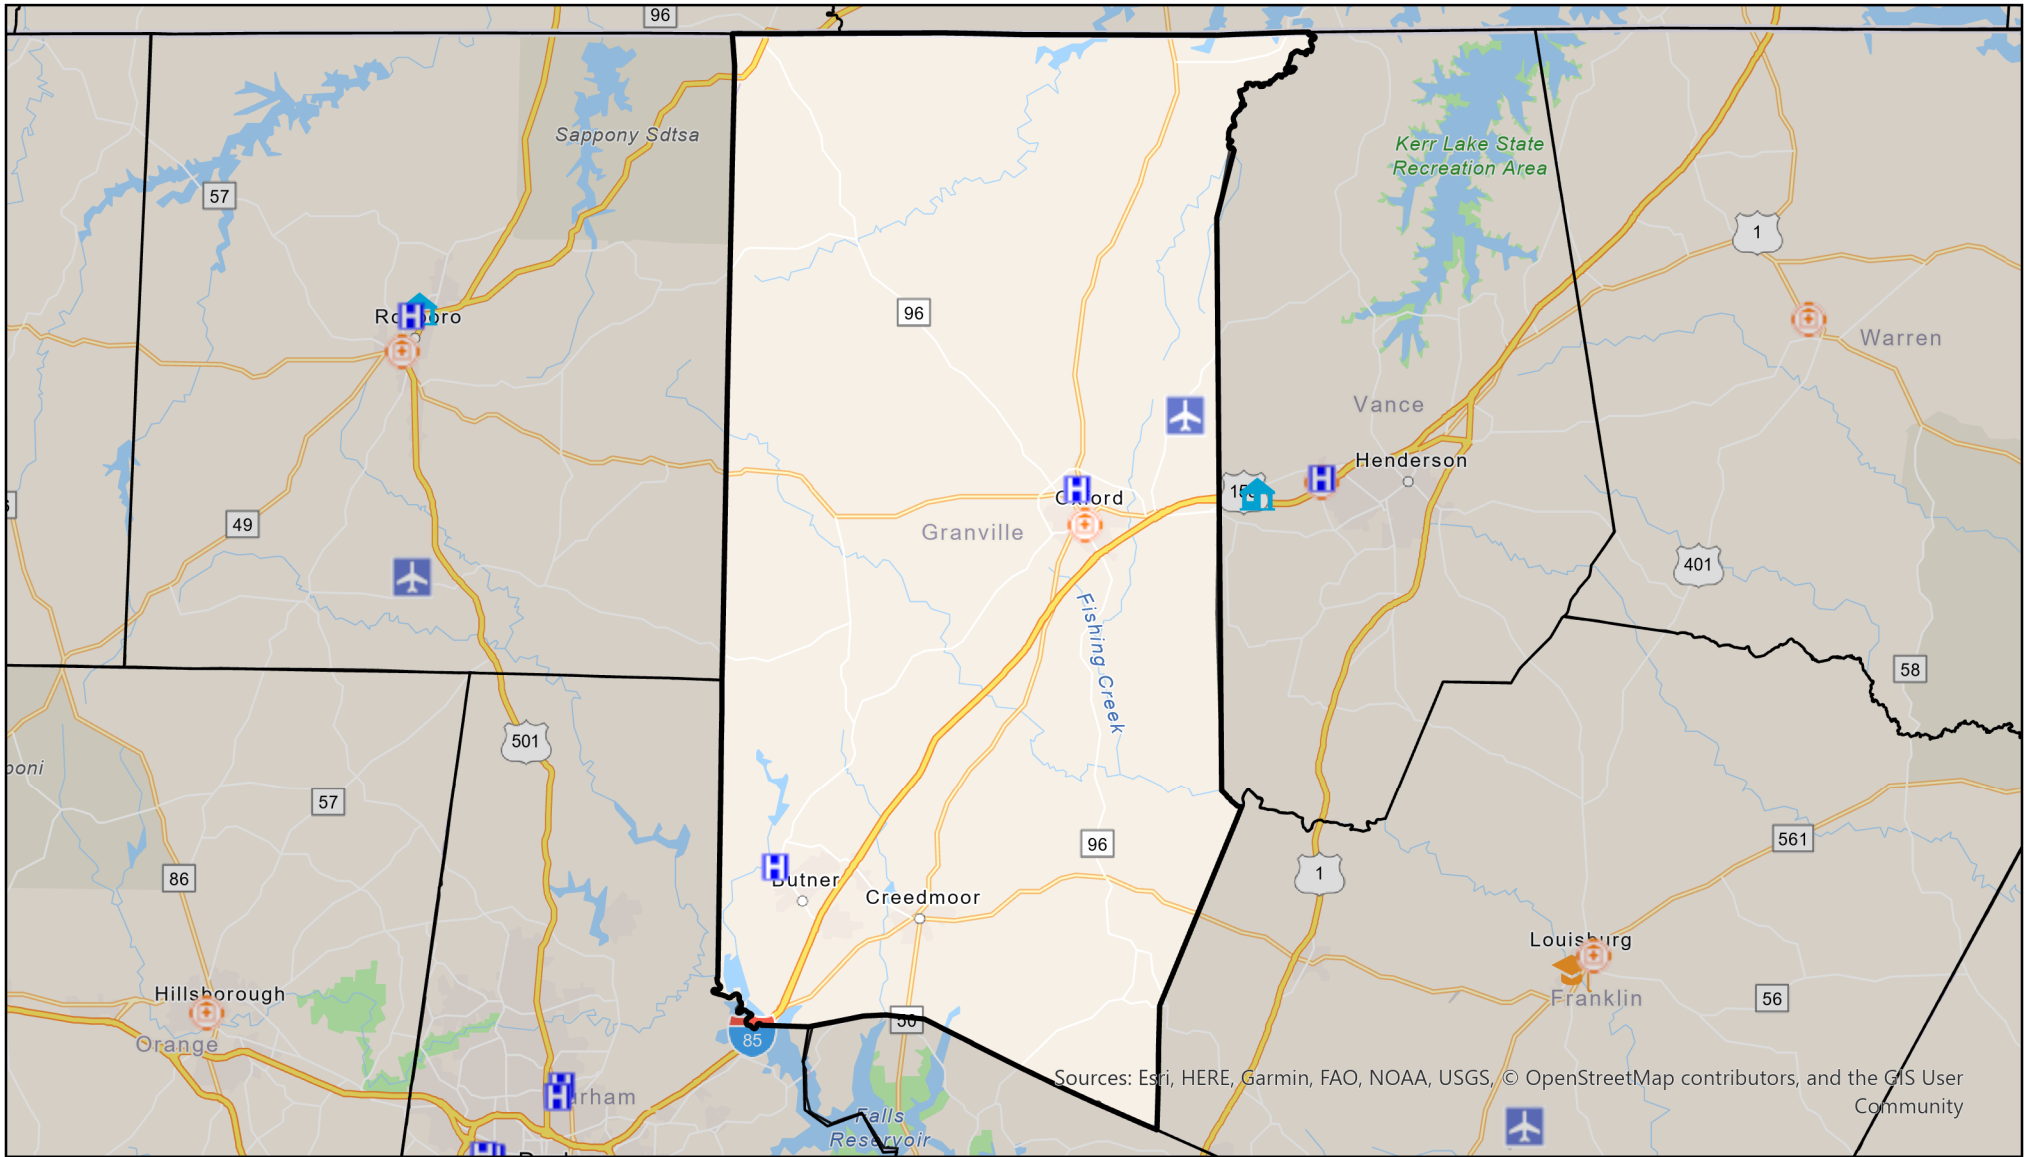 96
Sappony Sdtsa
Kerr Lake State
Recreation Area
57
1
96
H
Warren
Vance
Henderson
H
H
Granville
49
401
Fishing Creek
58
501
57
96
561
86
H
Butner
Creedmoor
Louisburg
Hillsborough
Franklin
56
Orange
50
85
1
H
Falls
Reservoir
Sources: Esri, HERE, Garmin, FAO, NOAA, USGS, © OpenStreetMap contributors, and the GIS User
Community